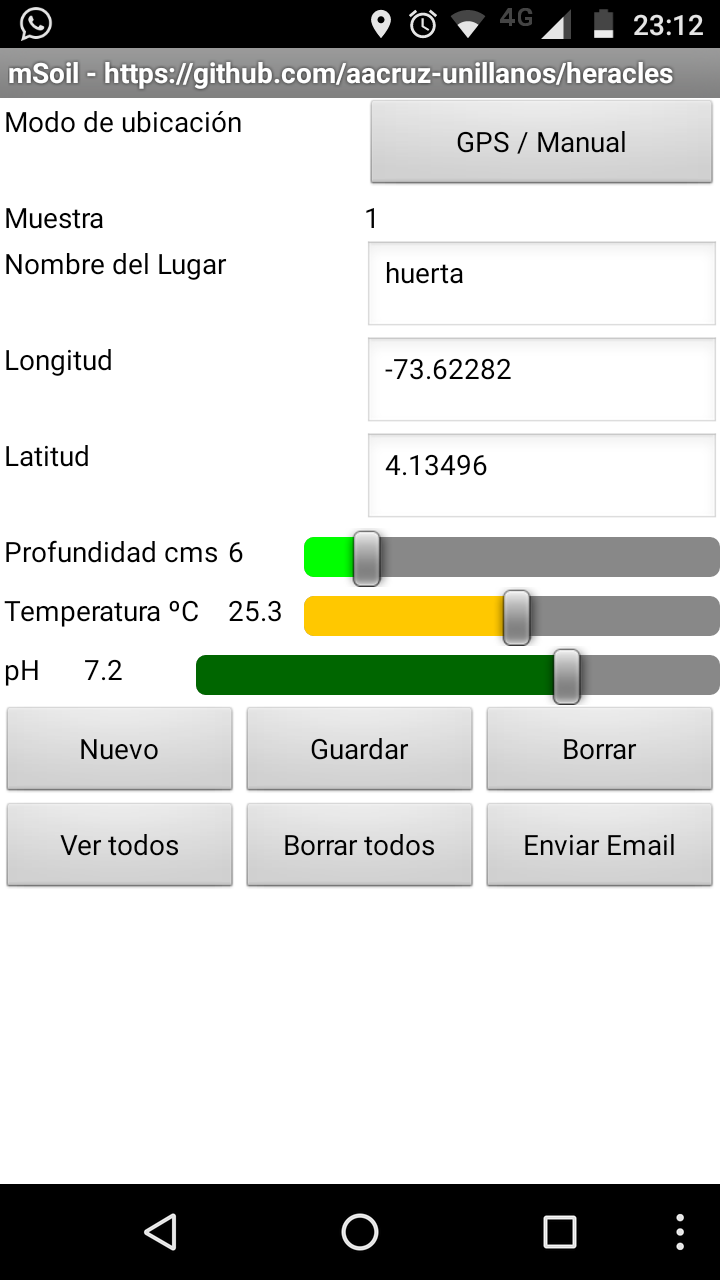 4G 23:12
mSoil - https://github.com/aacruz-unillanos/heracles
Modo de ubicación GPS / Manual
Muestra 1
Nombre del Lugar huerta
Longitud -73.62282
Latitud 4.13496
Profundidad cms 6
Temperatura ºC 25.3
pH 7.2
Nuevo Guardar Borrar
Ver todos Borrar todos Enviar Email